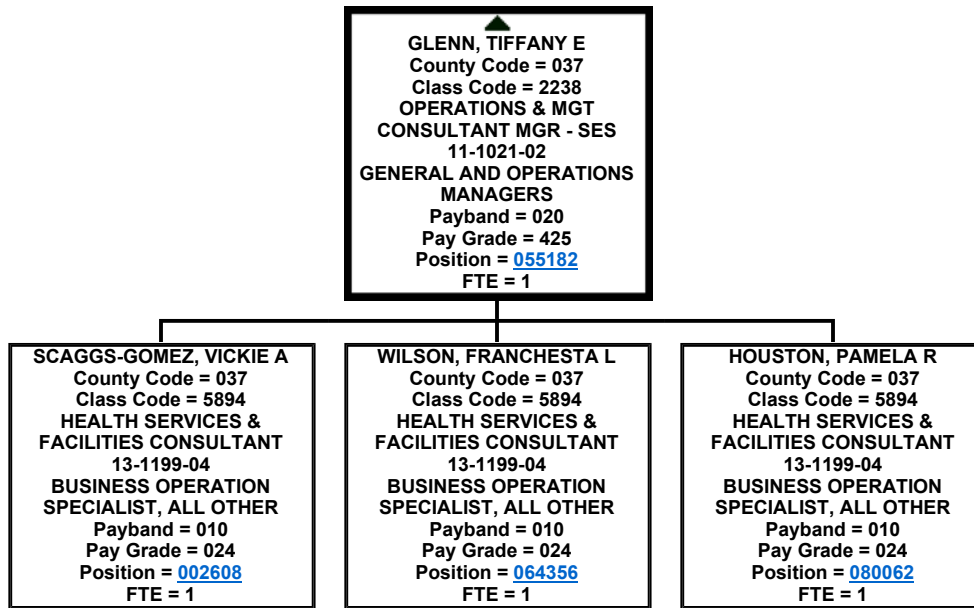 GLENN, TIFFANY E
County Code = 037
Class Code = 2238
OPERATIONS & MGT
CONSULTANT MGR - SES
11-1021-02
GENERAL AND OPERATIONS
MANAGERS
Payband = 020
Pay Grade = 425
Position = 055182
FTE = 1
SCAGGS-GOMEZ, VICKIE A
County Code = 037
Class Code = 5894
HEALTH SERVICES &
FACILITIES CONSULTANT
13-1199-04
BUSINESS OPERATION
SPECIALIST, ALL OTHER
Payband = 010
Pay Grade = 024
Position = 002608
FTE = 1
WILSON, FRANCHESTA L
County Code = 037
Class Code = 5894
HEALTH SERVICES &
FACILITIES CONSULTANT
13-1199-04
BUSINESS OPERATION
SPECIALIST, ALL OTHER
Payband = 010
Pay Grade = 024
Position = 064356
FTE = 1
HOUSTON, PAMELA R
County Code = 037
Class Code = 5894
HEALTH SERVICES &
FACILITIES CONSULTANT
13-1199-04
BUSINESS OPERATION
SPECIALIST, ALL OTHER
Payband = 010
Pay Grade = 024
Position = 080062
FTE = 1